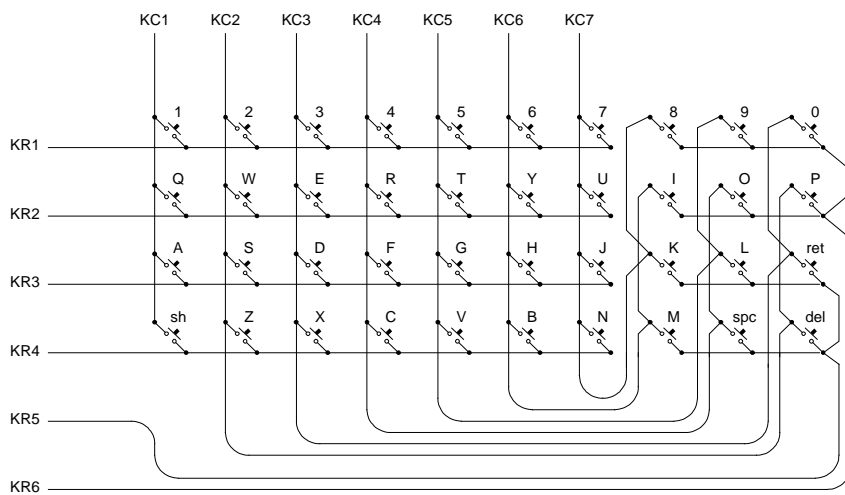 KC1 KC2 KC3 KC4 KC5 KC6 KC7
1 2 3 4 5 6 7 8 9 0
KR1
Q W E R T Y U I O P
KR2
A S D F G H J K L ret
KR3
sh Z X C V B N M spc del
KR4
KR5
KR6